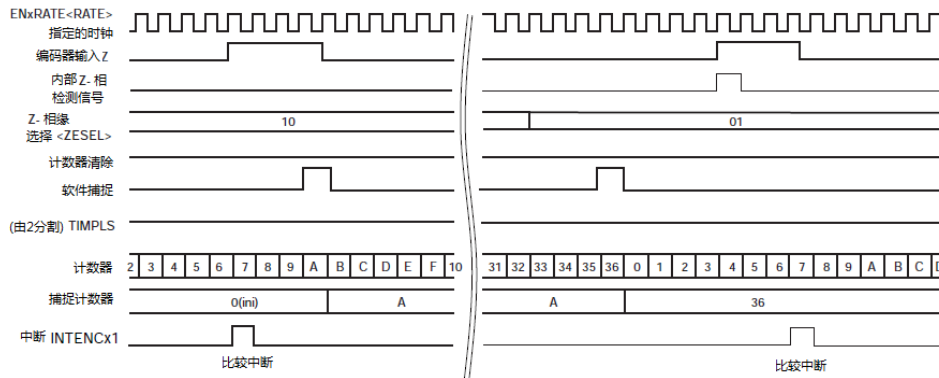 ENxRATE<RATE>
指定的时钟
编码器输入Z
内部Z- 相
检测信号
Z- 相缘
选择 <ZESEL>
10
01
计数器清除
软件捕捉
(由2分割) TIMPLS
计数器
2 3 4 5 6 7 8 9 A B C D E F 10
31 32 33 34 35 36 0 1 2 3 4 5 6 7 8 9 A B C D
捕捉计数器
0(ini) A
A 36
中断 INTENCx1
比较中断
比较中断